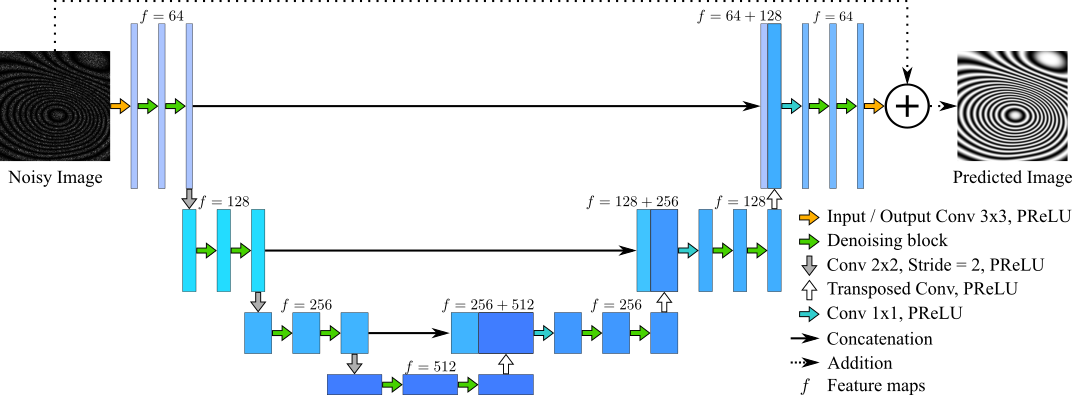 f = 64
f = 64 + 128
f = 64
Noisy Image
Predicted Image
f = 128
f = 128 + 256
f = 128
f = 256
f = 256 + 512
f = 256
f = 512
Input / Output Conv 3x3, PReLU
Denoising block
Conv 2x2, Stride = 2, PReLU
Transposed Conv, PReLU
Conv 1x1, PReLU
Concatenation
Addition
f Feature maps